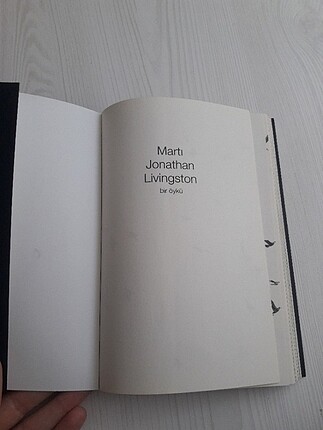 Martı
Jonathan
Livingston
bir öykü